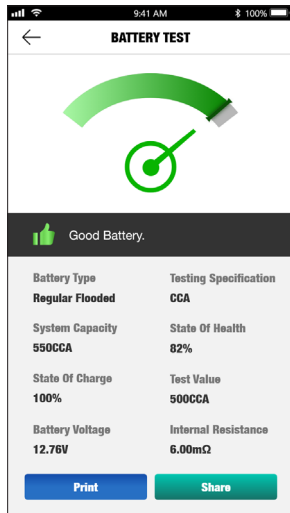 9:41 AM 100%
BATTERY TEST
Good Battery.
Battery Type Testing Specification
Regular Flooded CCA
System Capacity State Of Health
550CCA 82%
State Of Charge Test Value
100% 500CCA
Battery Voltage Internal Resistance
12.76V 6.00mΩ
Print Share